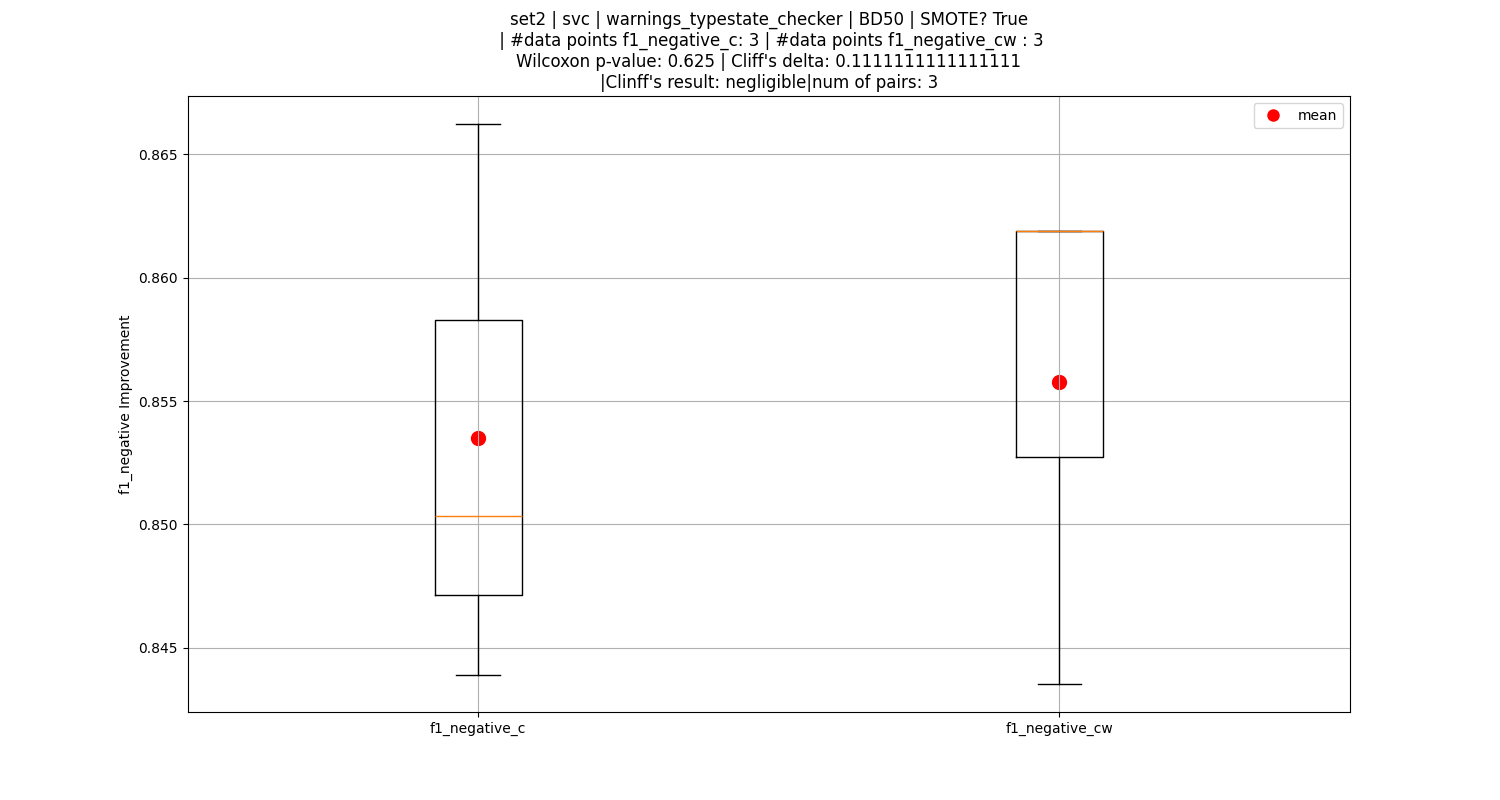 set2 | svc | warnings_typestate_checker | BD50 | SMOTE? True
| #data points f1_negative_c: 3 | #data points f1_negative_cw : 3
Wilcoxon p-value: 0.625 | Cliff's delta: 0.1111111111111111
|Clinff's result: negligible|num of pairs: 3
mean
0.865
0.860
0.855
0.850
0.845
f1_negative Improvement
f1_negative_c
f1_negative_cw